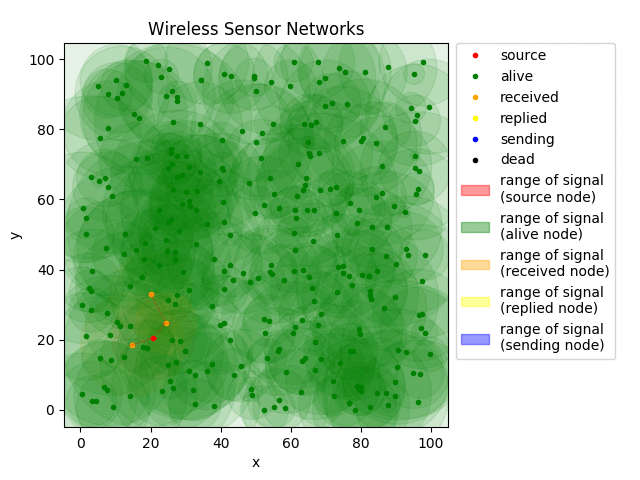 Wireless Sensor Networks
100
80
60
40
20
0
y
0 20 40 60 80 100
x
source
alive
received
replied
sending
dead
range of signal
(source node)
range of signal
(alive node)
range of signal
(received node)
range of signal
(replied node)
range of signal
(sending node)